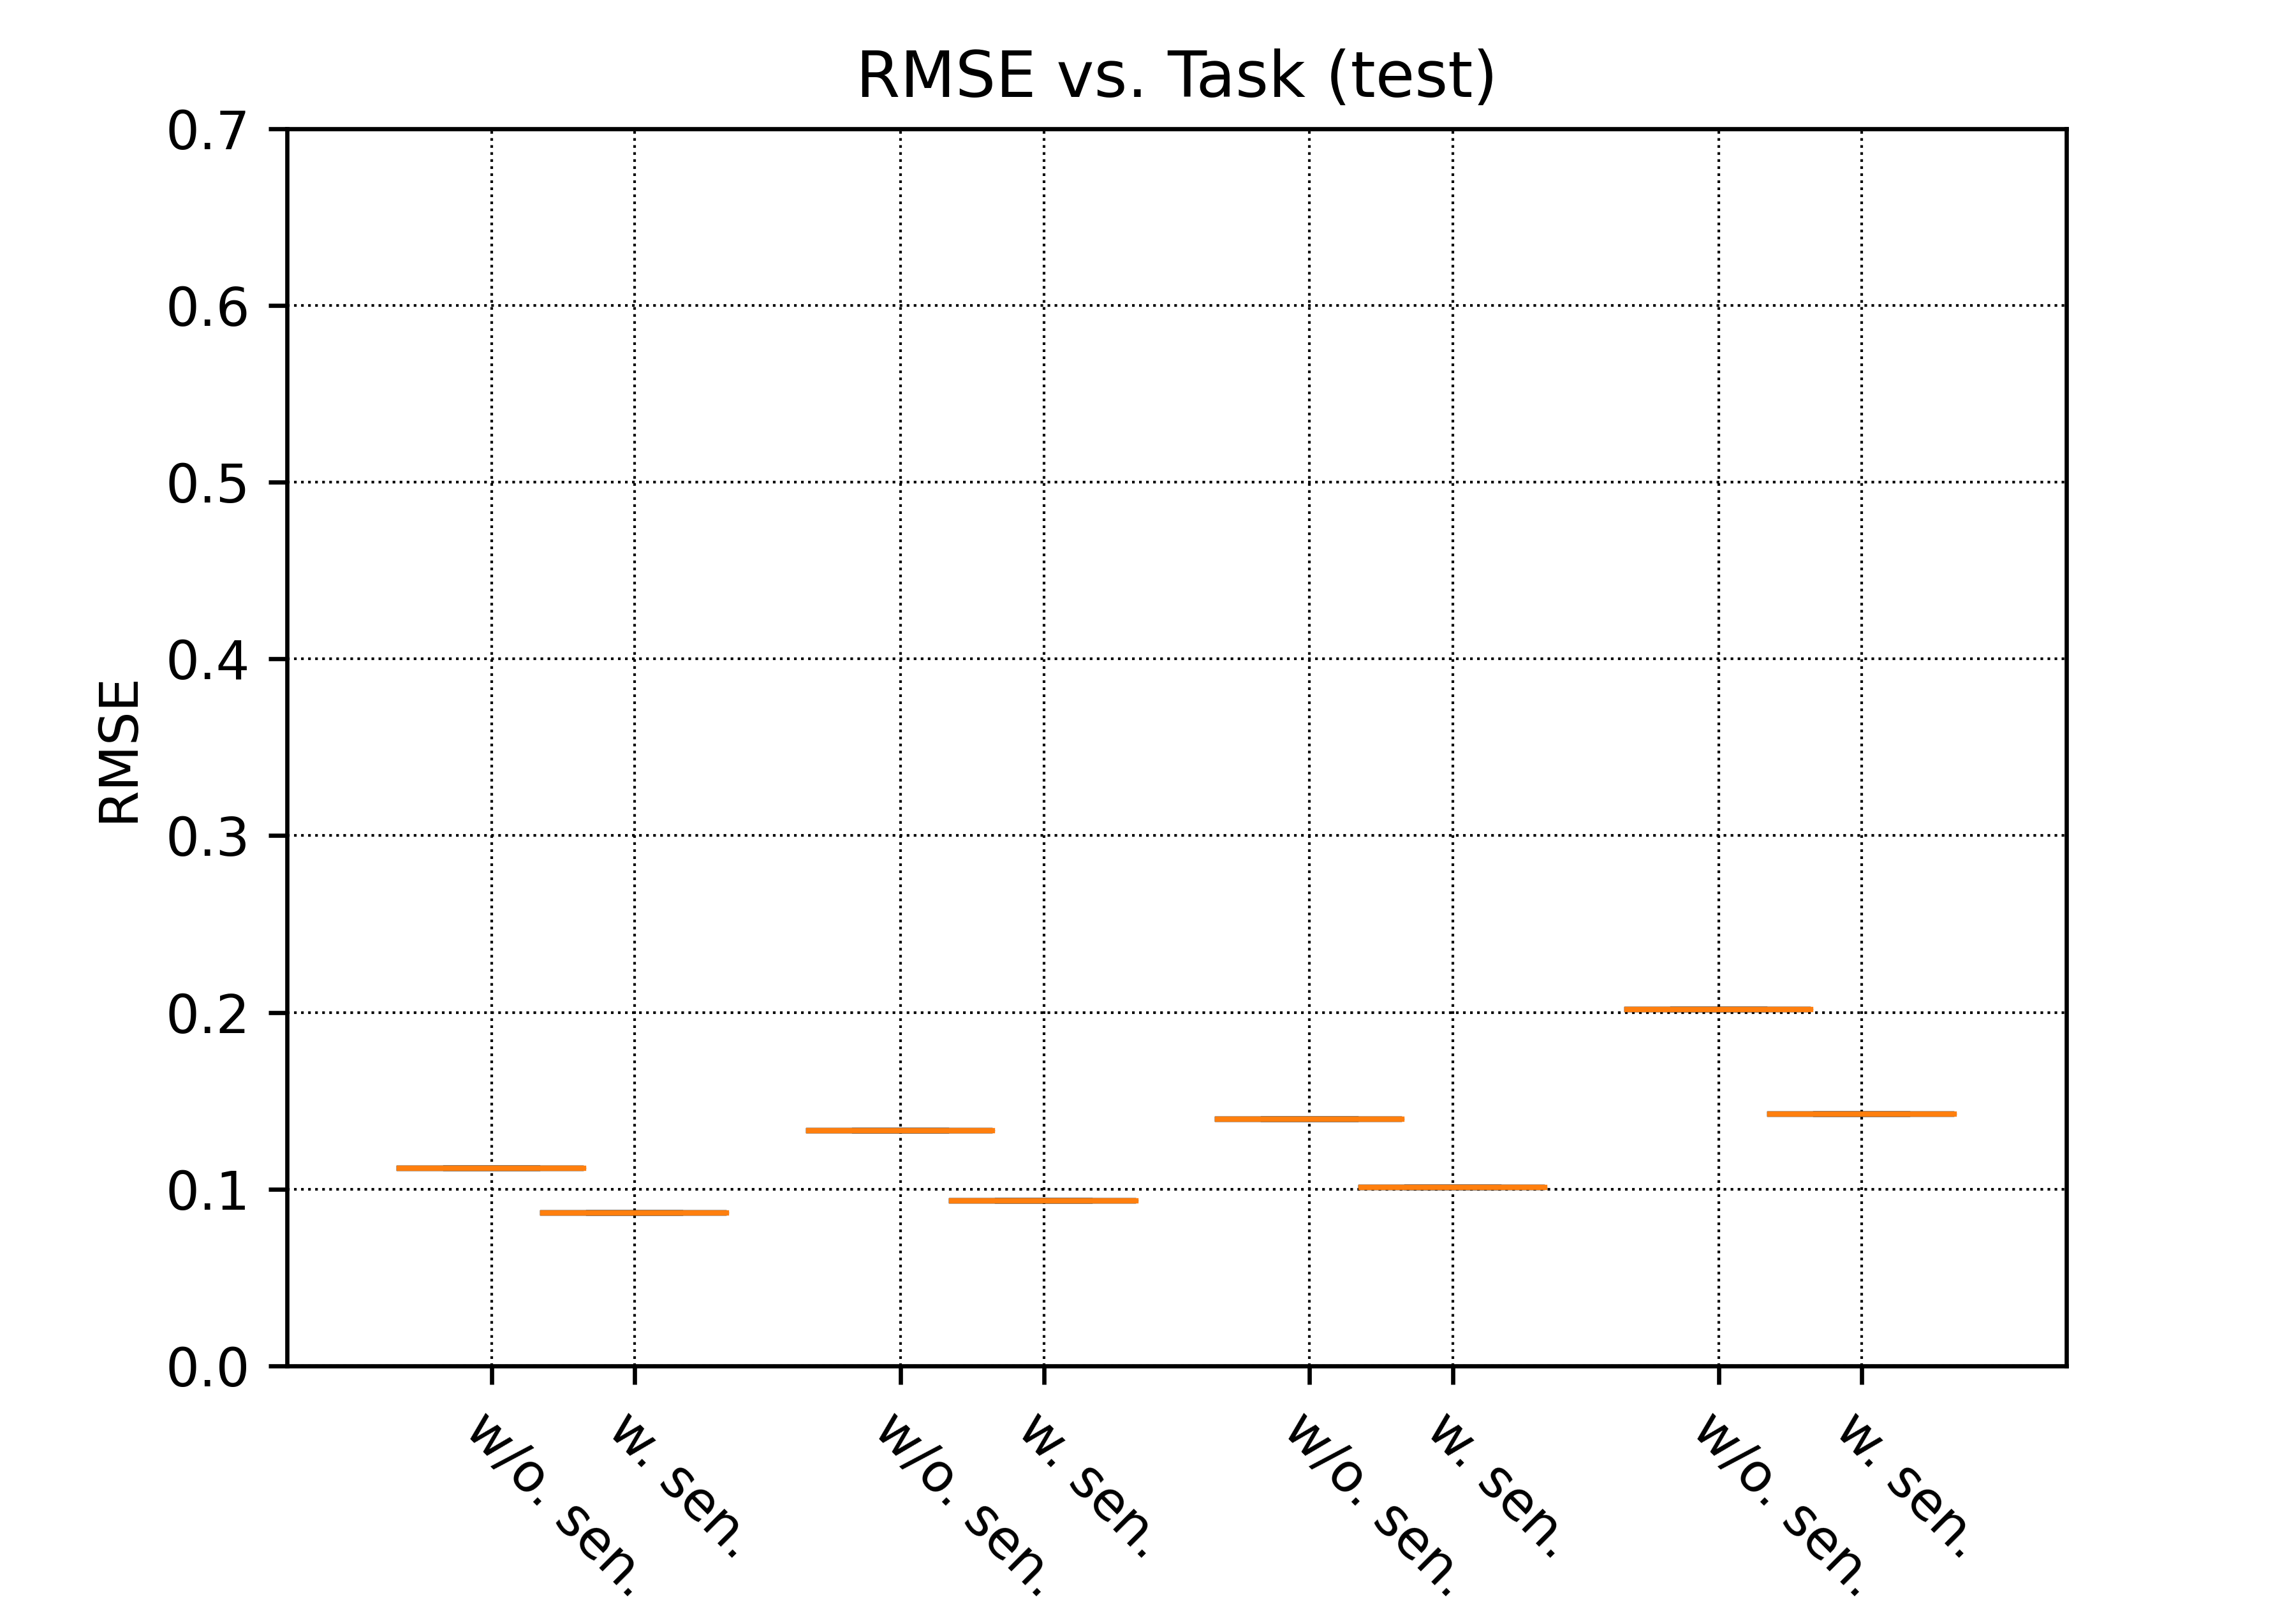 RMSE vs. Task (test)
0.7
0.6
0.5
0.4
0.3
0.2
0.1
0.0
RMSE
w/o. sen.
w. sen.
w/o. sen.
w. sen.
w/o. sen.
w. sen.
w/o. sen.
w. sen.